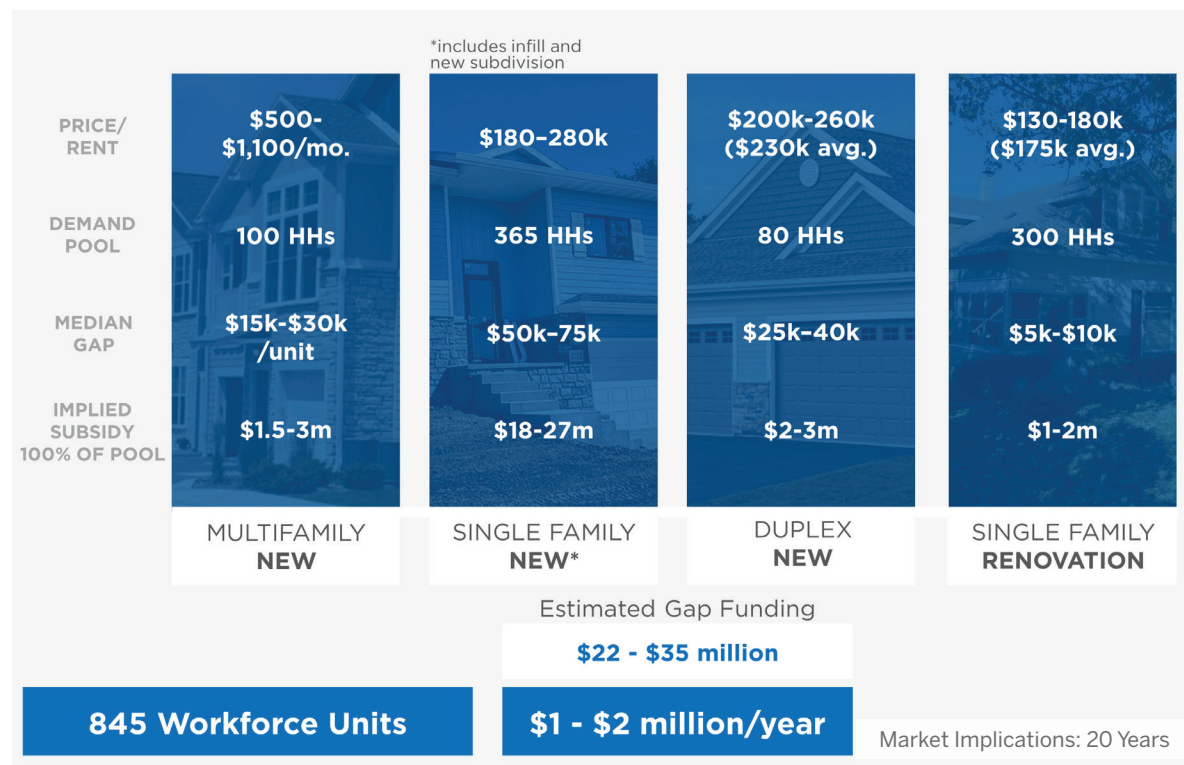 *includes infill and
new subdivision
PRICE/
RENT
$500-
$1,100/mo.
$180–280k
$200k-260k
($230k avg.)
$130-180k
($175k avg.)
DEMAND
POOL
100 HHs
365 HHs
80 HHs
300 HHs
MEDIAN
GAP
$15k-$30k
/unit
$50k–75k
$25k–40k
$5k-$10k
IMPLIED
SUBSIDY
100% OF POOL
$1.5-3m
$18-27m
$2-3m
$1-2m
MULTIFAMILY
NEW
SINGLE FAMILY
NEW*
DUPLEX
NEW
SINGLE FAMILY
RENOVATION
Estimated Gap Funding
$22 - $35 million
845 Workforce Units
$1 - $2 million/year
Market Implications: 20 Years